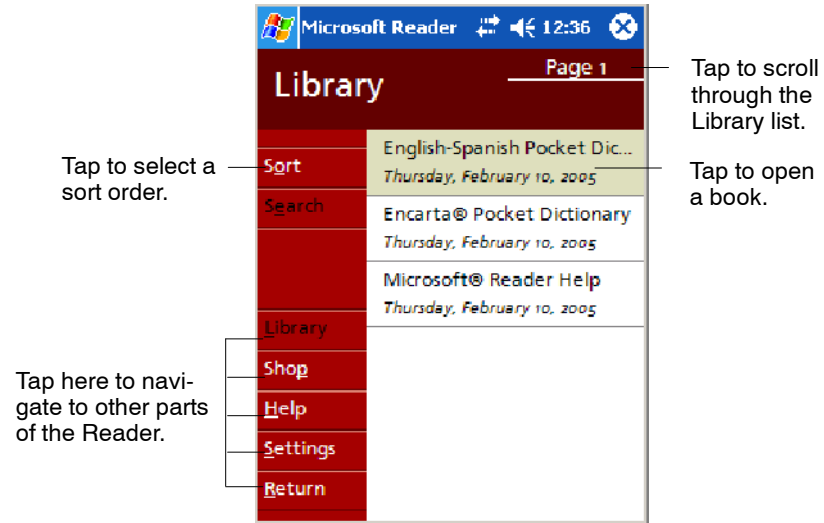 Microsoft Reader 12:36
Library
Page 1
Tap to scroll
through the
Library list.
Tap to select a
sort order.
Sort
Search
English-Spanish Pocket Dic...
Thursday, February 10, 2005
Tap to open
a book.
Encarta® Pocket Dictionary
Thursday, February 10, 2005
Microsoft® Reader Help
Thursday, February 10, 2005
Tap here to navi-
gate to other parts
of the Reader.
Library
Shop
Help
Settings
Return